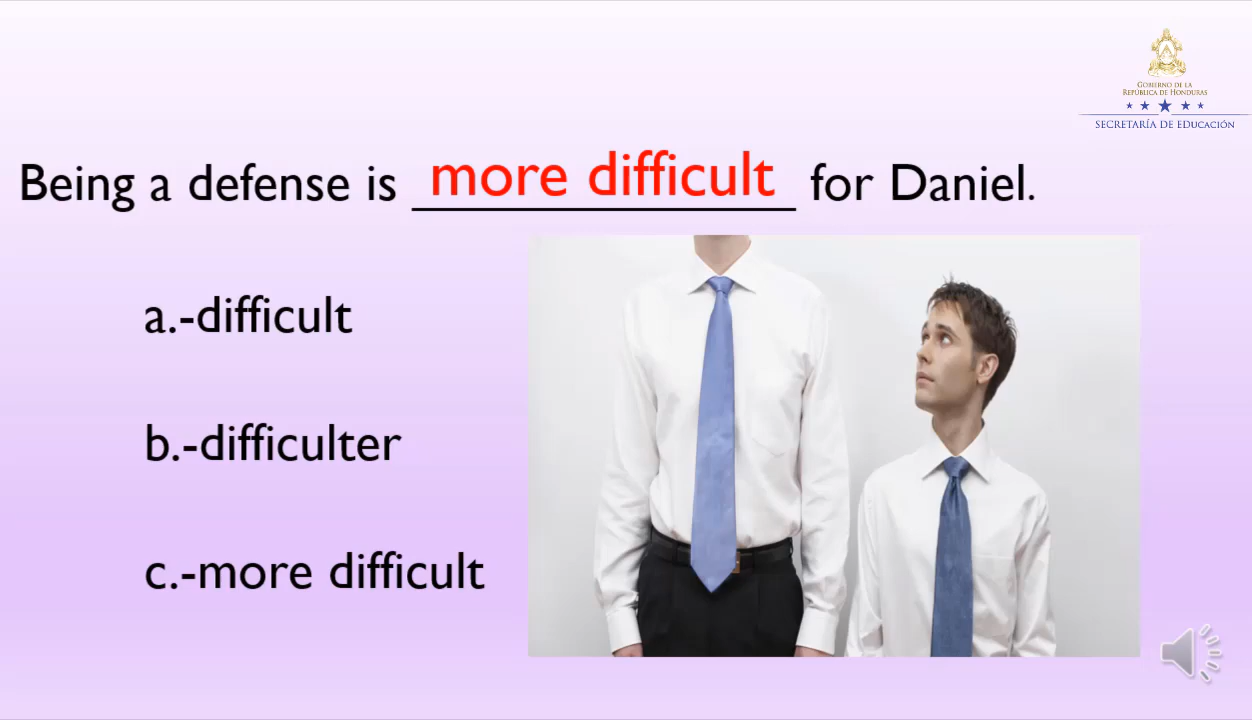 GOBIERNO DE LA
REPÚBLICA DE HONDURAS
SECRETARÍA DE EDUCACIÓN
Being a defense is more difficult for Daniel.
a.-difficult
b.-difficulter
c.-more difficult